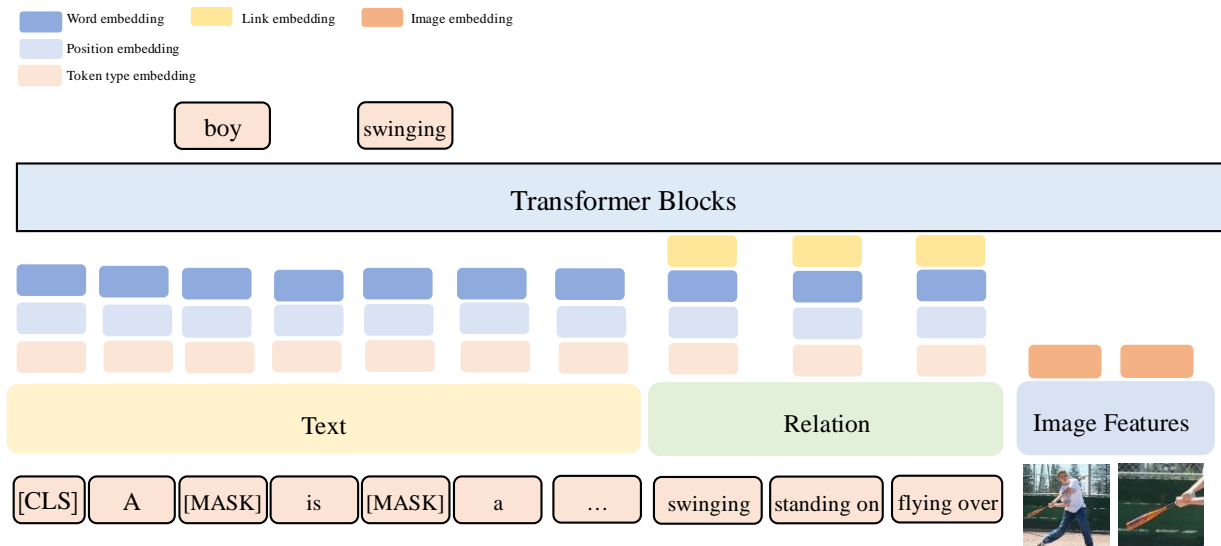 Word embedding Link embedding Image embedding
Position embedding
Token type embedding
boy swinging
Transformer Blocks
Text Relation Image Features
[CLS] A [MASK] is [MASK] a ... swinging standing on flying over